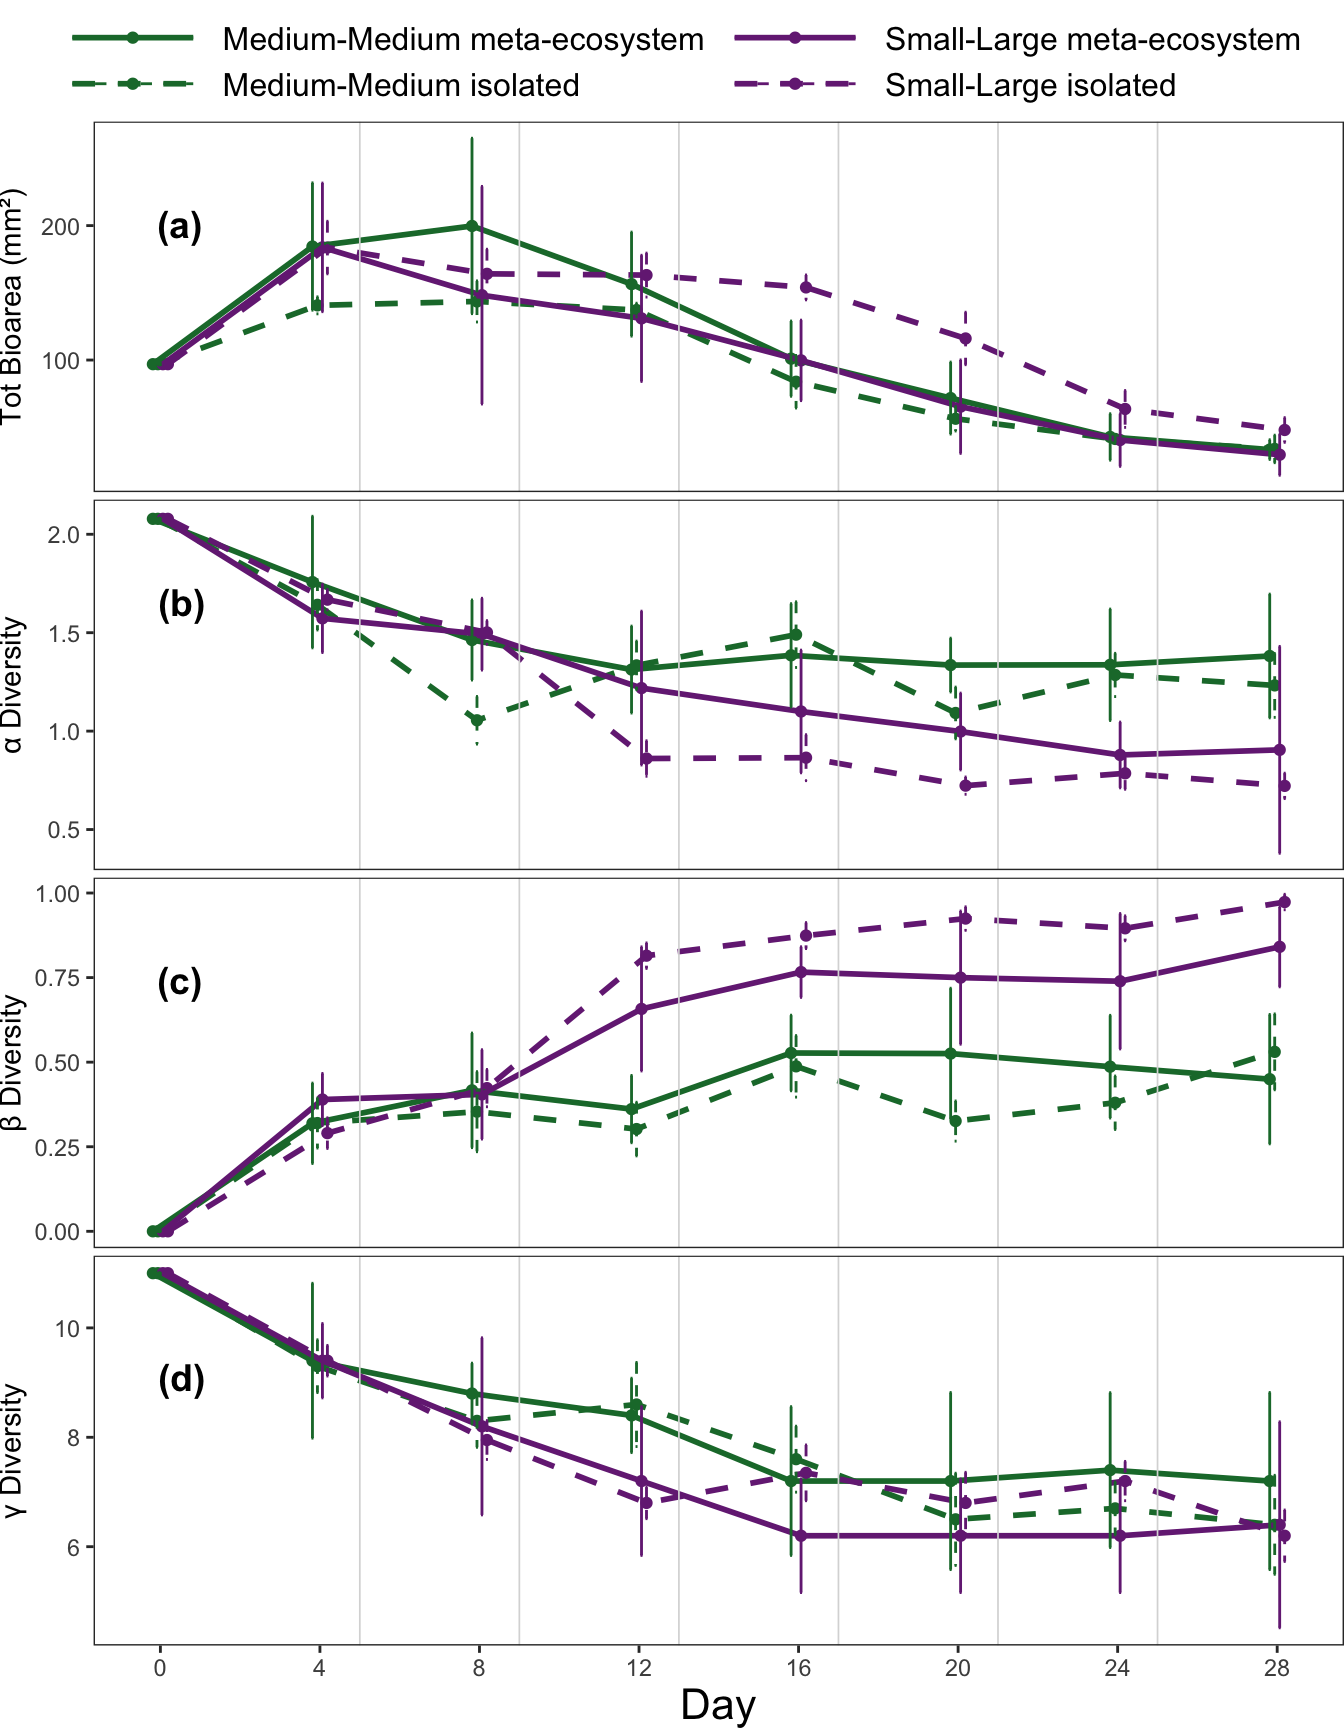 Medium-Medium meta-ecosystem
Small-Large meta-ecosystem
Medium-Medium isolated
Small-Large isolated
Tot Bioarea (mm²)
200
100
(a)
α Diversity
2.0
1.5
1.0
0.5
(b)
β Diversity
1.00
0.75
0.50
0.25
0.00
(c)
γ Diversity
10
8
6
(d)
0 4 8 12 16 20 24 28
Day